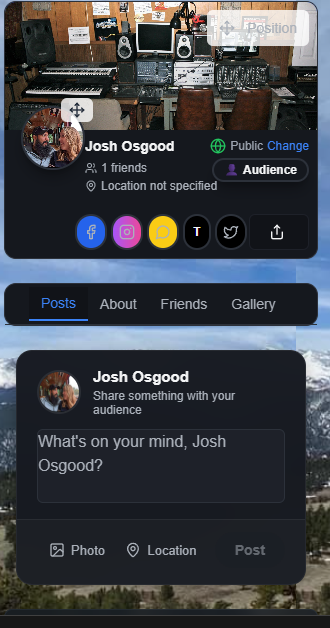 Position
Josh Osgood
Public Change
1 friends
Audience
Location not specified
T
Posts About Friends Gallery
Josh Osgood
Share something with your
audience
What's on your mind, Josh
Osgood?
Photo Location Post